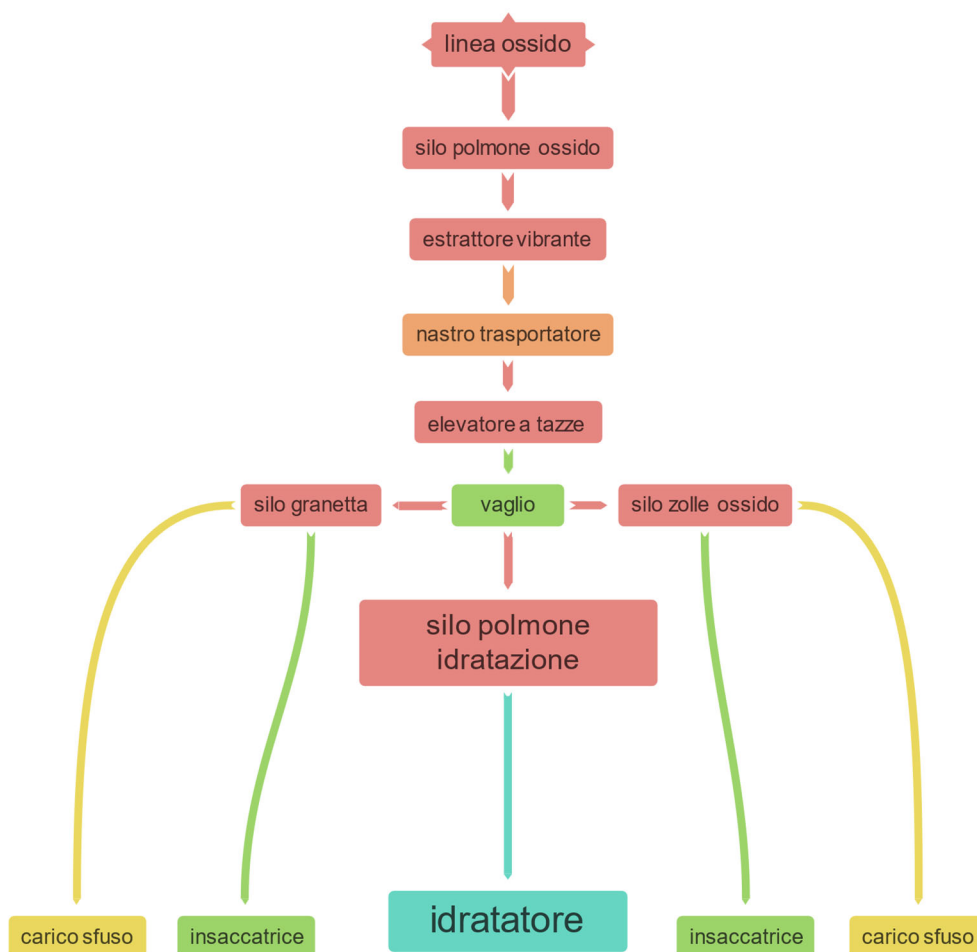 linea ossido
silo polmone ossido
estrattore vibrante
nastro trasportatore
elevatore a tazze
silo granetta
vaglio
silo zolle ossido
silo polmone
idratazione
carico sfuso
insaccatrice
idratatore
insaccatrice
carico sfuso